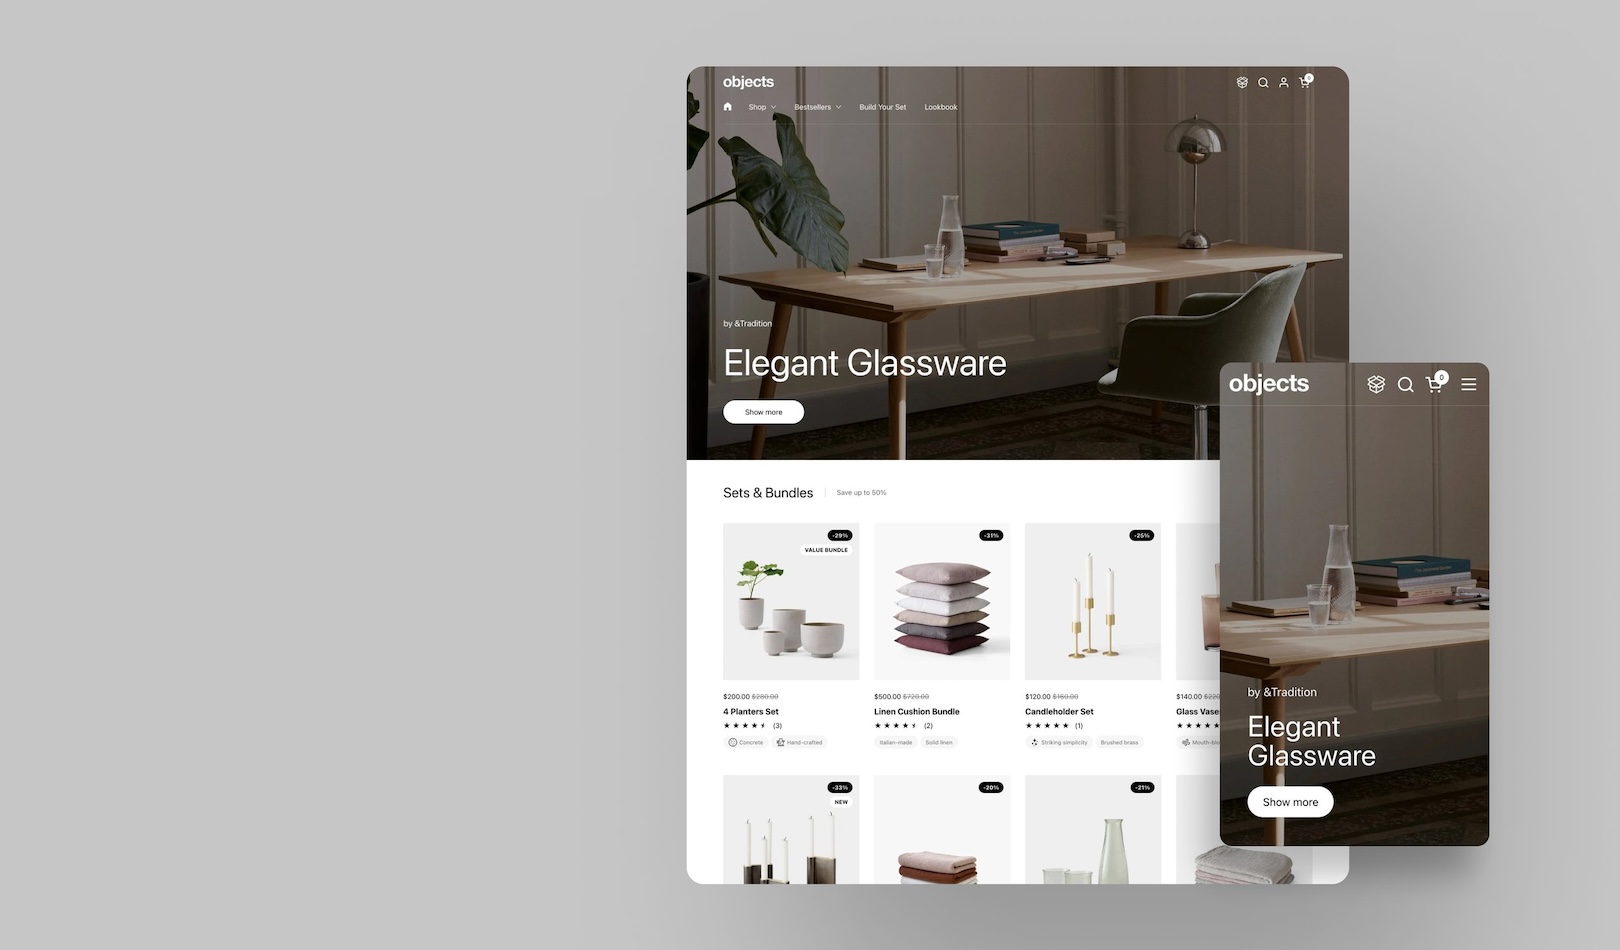 objects
Shop
Bestsellers
Build Your Set
Lookbook
by &Tradition
Elegant Glassware
Show more
Sets & Bundles
Save up to 50%
-29%
VALUE BUNDLE
-31%
-25%
$200.00 $280.00
4 Planters Set
(3)
Concrete
Hand-crafted
$500.00 $720.00
Linen Cushion Bundle
(2)
Italian-made
Solid linen
$120.00 $160.00
Candleholder Set
(1)
Striking simplicity
Brushed brass
$140.00 $220
Glass Vase
Mouth-blo
-33%
NEW
-20%
-21%
objects
0
by &Tradition
Elegant
Glassware
Show more